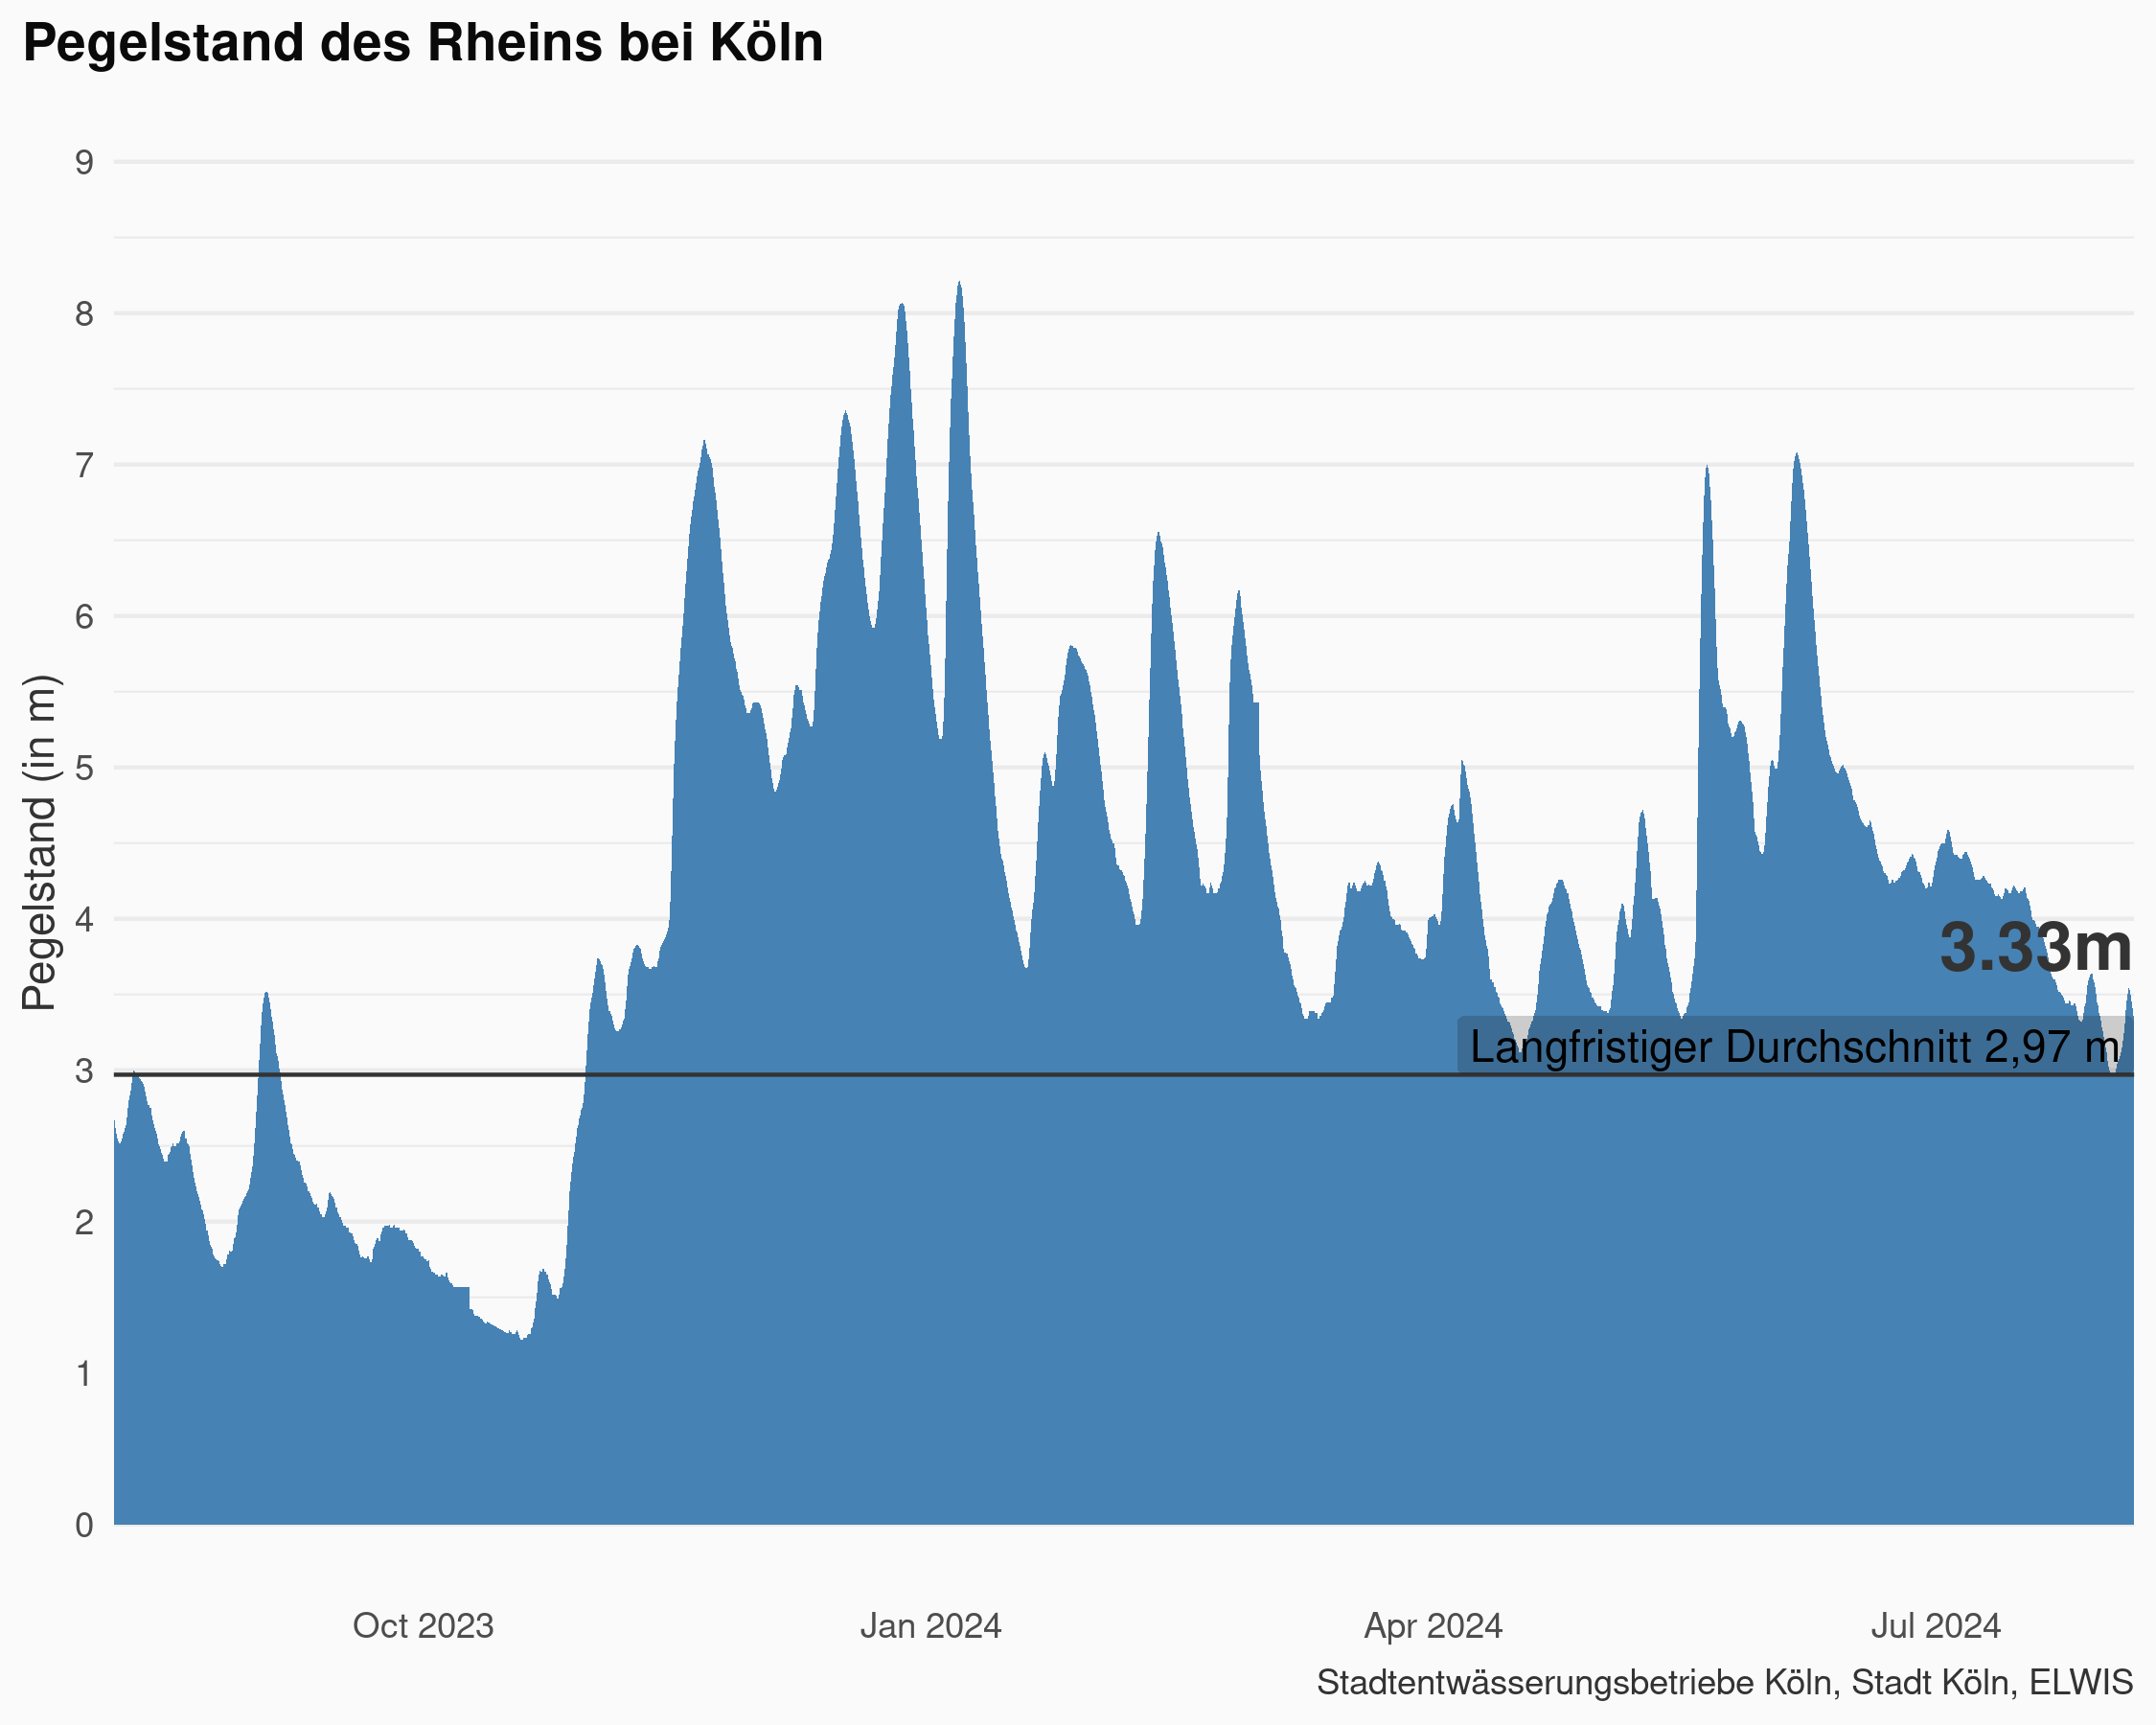 Pegelstand des Rheins bei Köln
Pegelstand (in m)
9
8
7
6
5
4
3
2
1
0
3.33m
Langfristiger Durchschnitt 2,97 m
Oct 2023
Jan 2024
Apr 2024
Jul 2024
Stadtentwässerungsbetriebe Köln, Stadt Köln, ELWIS